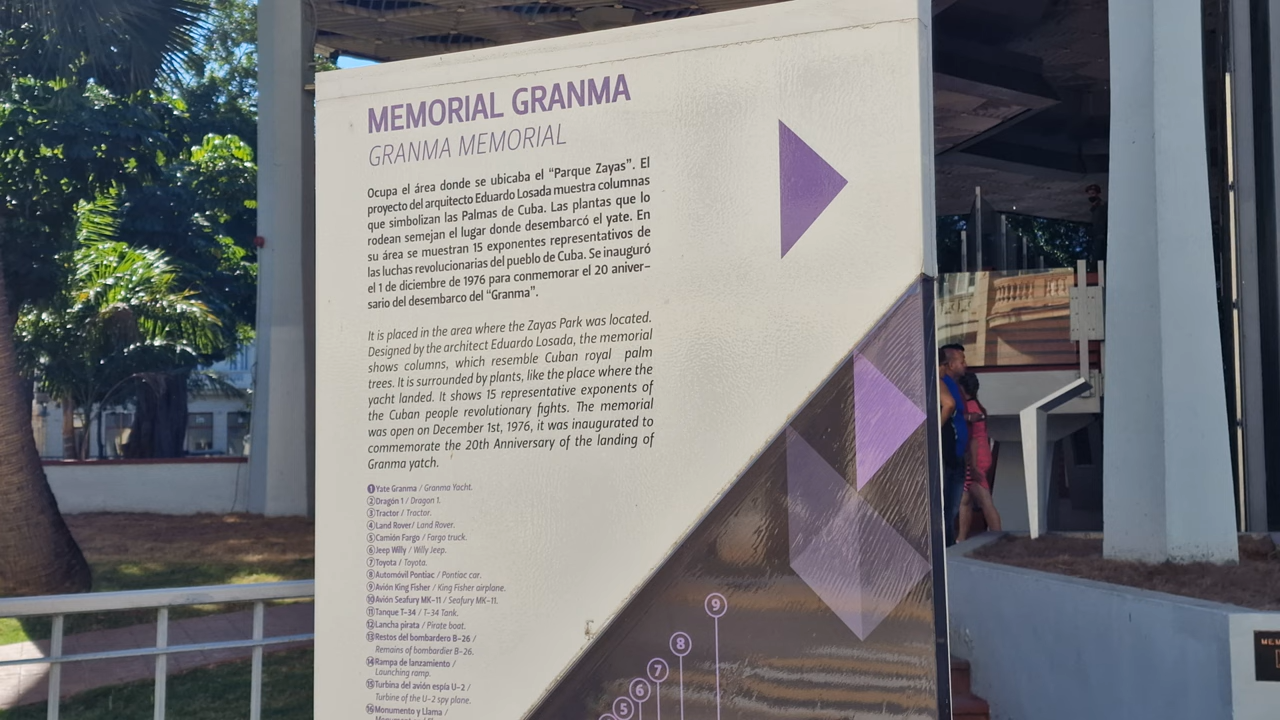 MEMORIAL GRANMA
GRANMA MEMORIAL
Ocupa el área donde se ubicaba el “Parque Zayas”. El
proyecto del arquitecto Eduardo Losada muestra columnas
que simbolizan las Palmas de Cuba. Las plantas que lo
rodean semejan el lugar donde desembarcó el yate. En
su área se muestran 15 exponentes representativos de
las luchas revolucionarias del pueblo de Cuba. Se inauguró
el 1 de diciembre de 1976 para conmemorar el 20 aniver-
sario del desembarco del “Granma”.
It is placed in the area where the Zayas Park was located.
Designed by the architect Eduardo Losada, the memorial
shows columns, which resemble Cuban royal palm
trees. It is surrounded by plants, like the place where the
yacht landed. It shows 15 representative exponents of
the Cuban people revolutionary fights. The memorial
was open on December 1st, 1976, it was inaugurated to
commemorate the 20th Anniversary of the landing of
Granma yatch.
1 Yate Granma / Granma Yacht.
2 Dragón 1 / Dragon 1.
3 Tractor / Tractor.
4 Land Rover/ Land Rover.
5 Camión Fargo / Fargo truck.
6 Jeep Willy / Willy Jeep.
7 Toyota / Toyota.
8 Automóvil Pontiac / Pontiac car.
9 Avión King Fisher / King Fisher airplane.
10 Avión Seafury MK-11 / Seafury MK-11.
11 Tanque T-34 / T-34 Tank.
12 Lancha pirata / Pirate boat.
13 Restos del bombardero B-26 /
Remains of bombardier B-26.
14 Rampa de lanzamiento /
Launching ramp.
15 Turbina del avión espía U-2 /
Turbine of the U-2 spy plane.
16 Monumento y Llama /
9
8
7
6
5